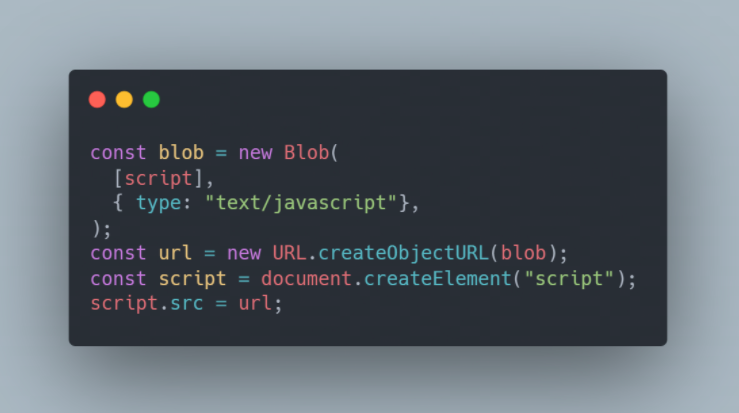 const blob = new Blob(
  [script],
  { type: "text/javascript"},
);
const url = new URL.createObjectURL(blob);
const script = document.createElement("script");
script.src = url;